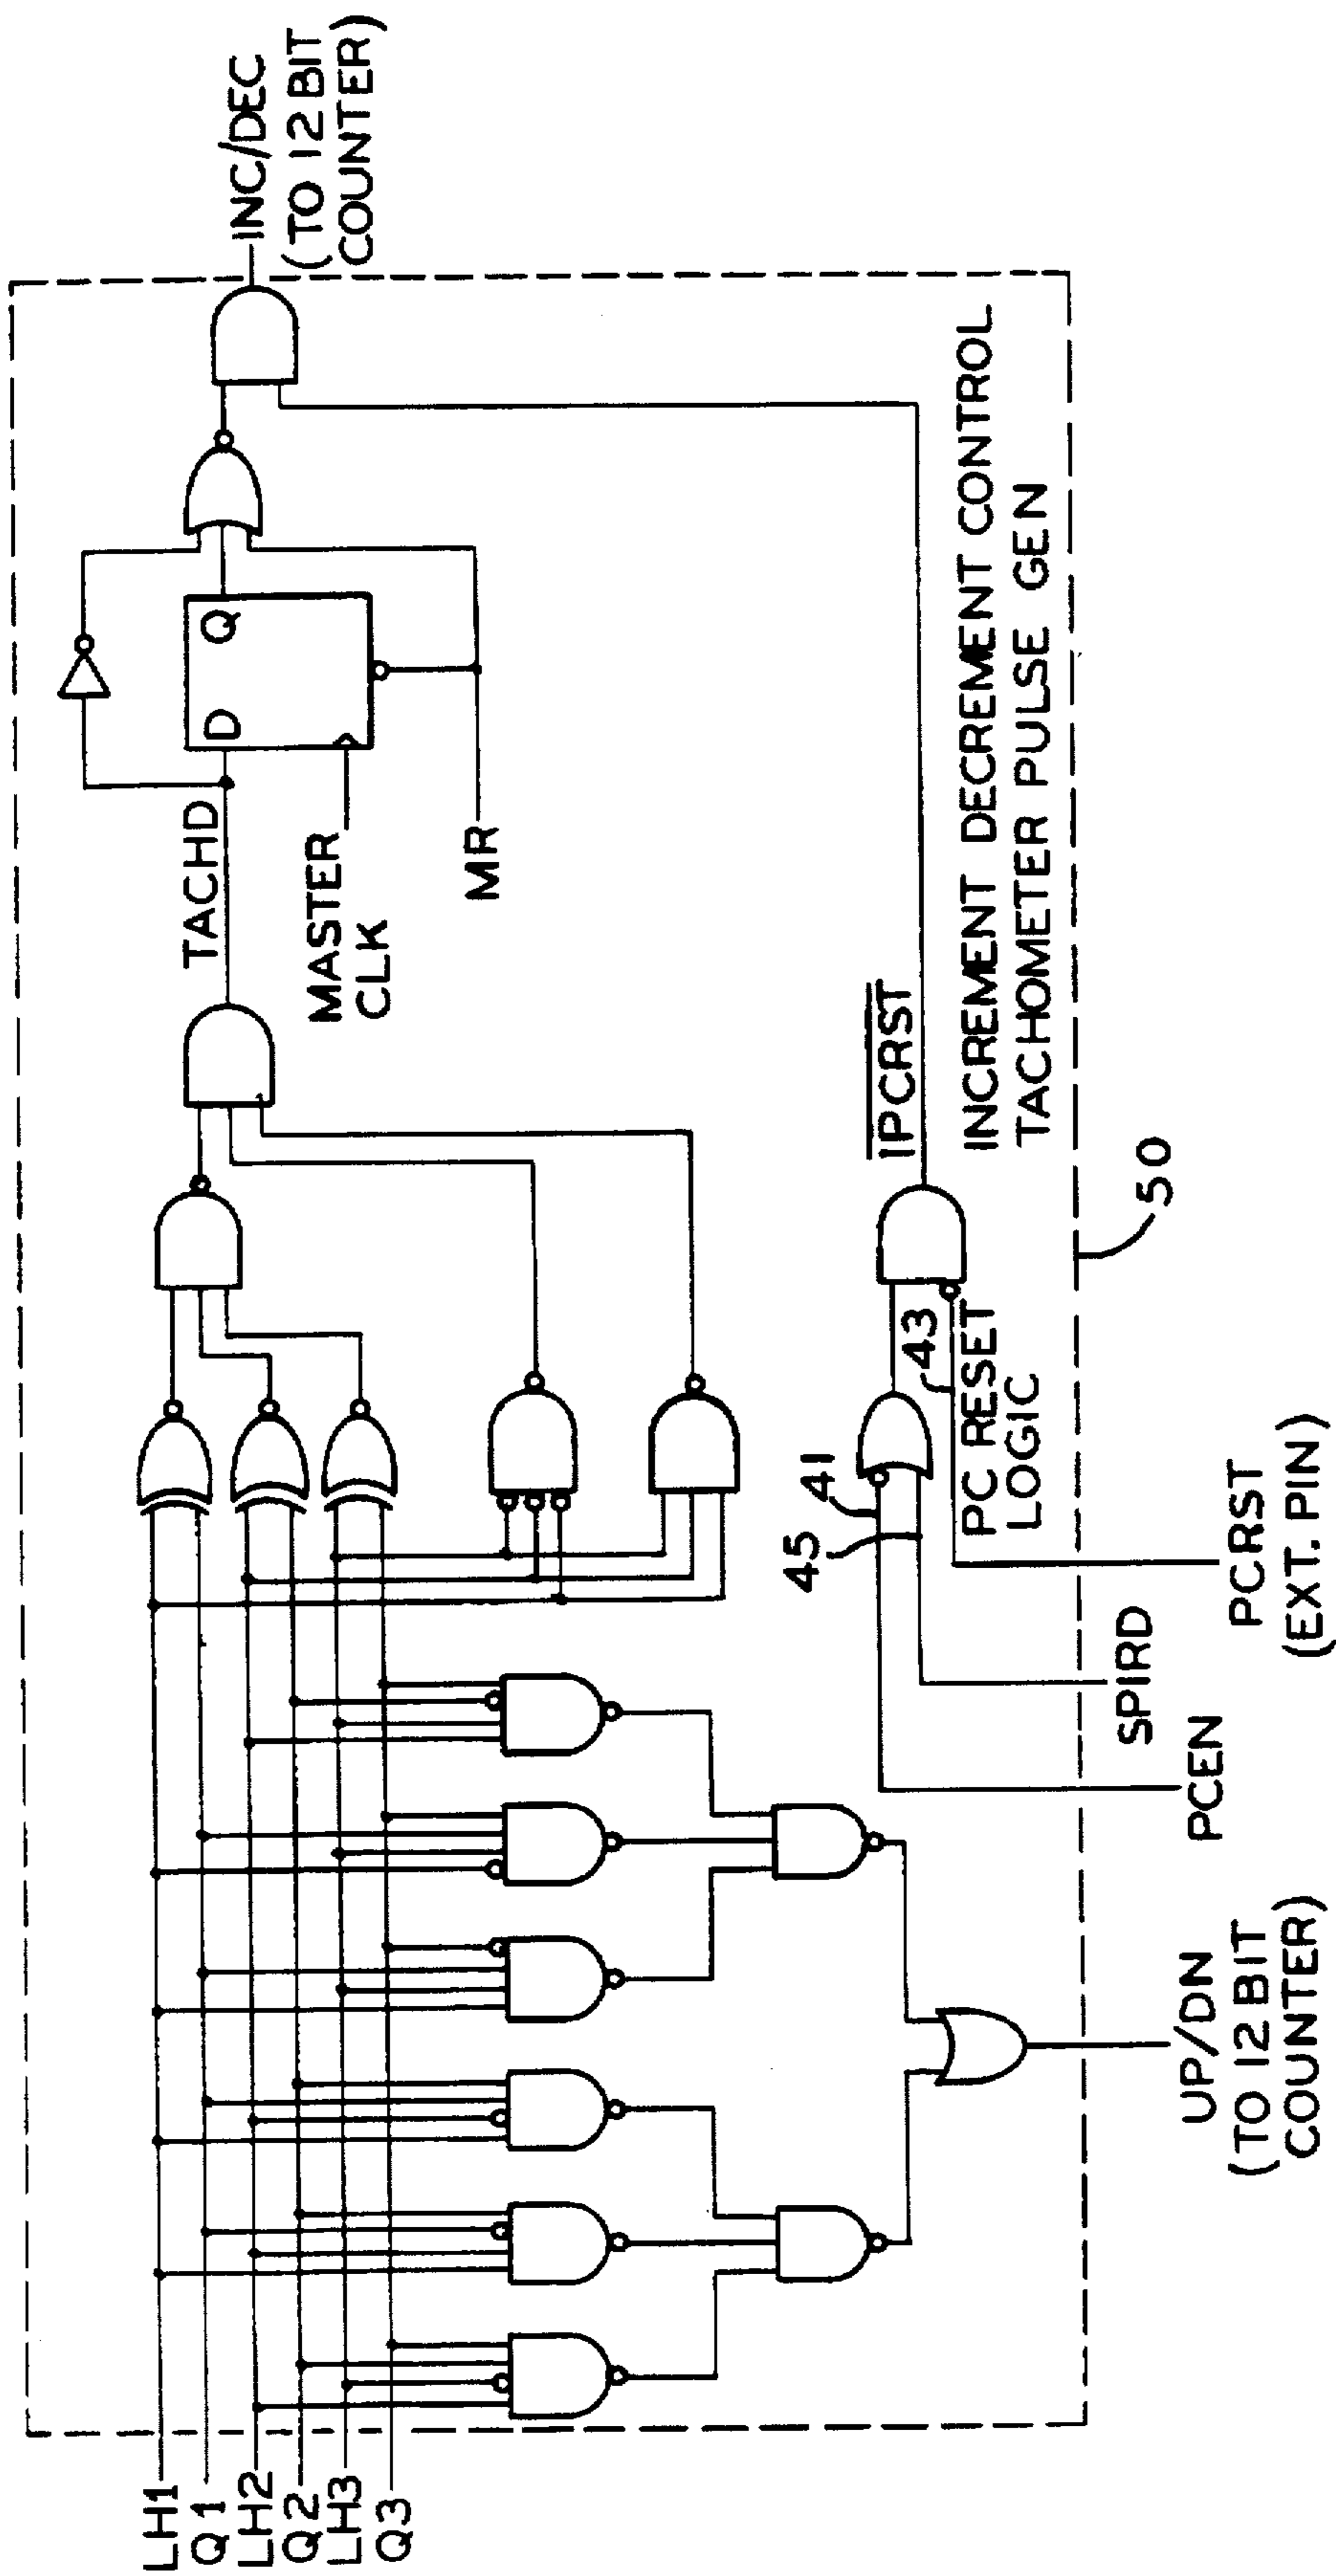 LH1
Q1
LH2
Q2
LH3
Q3
TACHD
D
Q
MASTER
CLK
MR
INC/DEC
(TO 12 BIT
COUNTER)
41
45
43
PC RESET
LOGIC
IPCRST
INCREMENT DECREMENT CONTROL
TACHOMETER PULSE GEN
50
UP/DN
(TO 12 BIT
COUNTER)
PCEN
SPIRD
PCRST
(EXT. PIN)